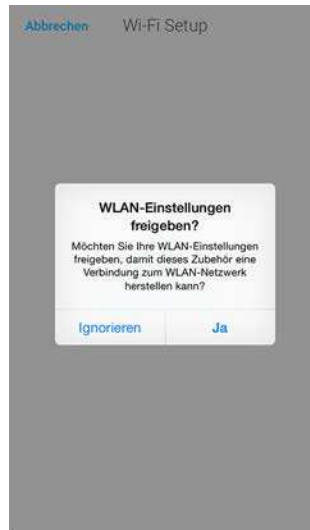 Abbrechen Wi-Fi Setup
WLAN-Einstellungen
freigeben?
Möchten Sie Ihre WLAN-Einstellungen
freigeben, damit dieses Zubehör eine
Verbindung zum WLAN-Netzwerk
herstellen kann?
Ignorieren Ja